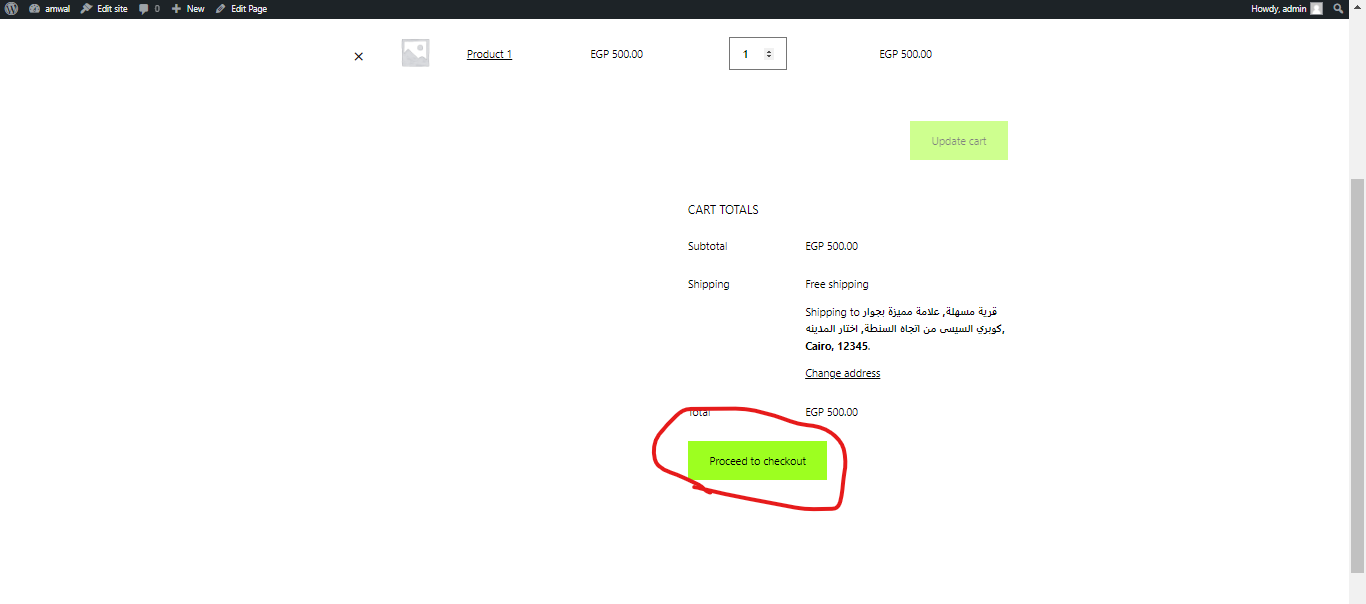 amwal Edit site 0 New Edit Page Howdy, admin
Product 1 EGP 500.00 1 EGP 500.00
Update cart
CART TOTALS
Subtotal EGP 500.00
Shipping Free shipping
Shipping to قرية مسهلة, علامة مميزة بجوار
كوبري السيسى من اتجاه السنطة, اختار المدينه,
Cairo, 12345.
Change address
Total EGP 500.00
Proceed to checkout